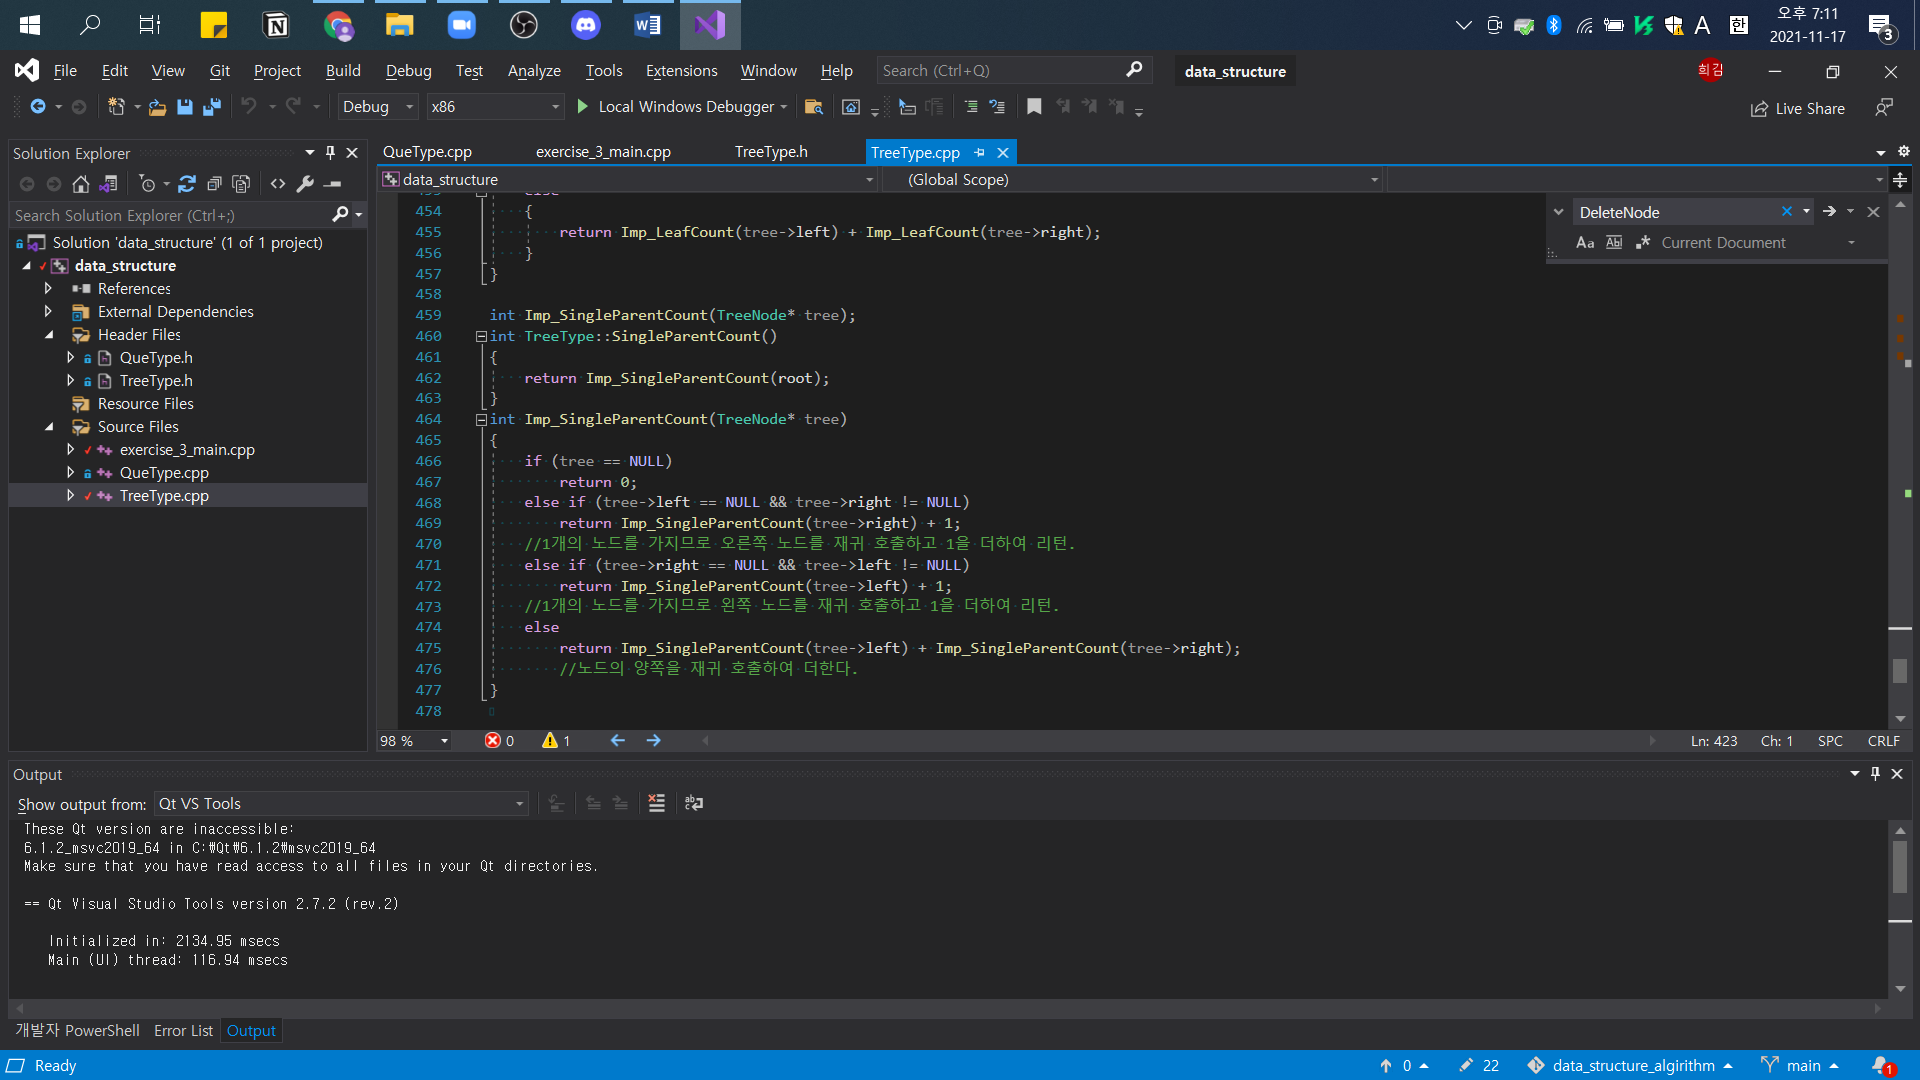 오후 7:11
2021-11-17
3
A
한
File Edit View Git Project Build Debug Test Analyze Tools Extensions Window Help Search (Ctrl+Q) data_structure 희김
Debug x86 Local Windows Debugger Live Share
Solution Explorer
Search Solution Explorer (Ctrl+;)
Solution 'data_structure' (1 of 1 project)
data_structure
References
External Dependencies
Header Files
QueType.h
TreeType.h
Resource Files
Source Files
exercise_3_main.cpp
QueType.cpp
TreeType.cpp
QueType.cpp exercise_3_main.cpp TreeType.h TreeType.cpp
data_structure (Global Scope)
DeleteNode
Aa Abl Current Document
453 else
454 {
455 return Imp_LeafCount(tree->left) + Imp_LeafCount(tree->right);
456 }
457 }
458
459 int Imp_SingleParentCount(TreeNode* tree);
460 int TreeType::SingleParentCount()
461 {
462 return Imp_SingleParentCount(root);
463 }
464 int Imp_SingleParentCount(TreeNode* tree)
465 {
466 if (tree == NULL)
467 return 0;
468 else if (tree->left == NULL && tree->right != NULL)
469 return Imp_SingleParentCount(tree->right) + 1;
470 //1개의 노드를 가지므로 오른쪽 노드를 재귀 호출하고 1을 더하여 리턴.
471 else if (tree->right == NULL && tree->left != NULL)
472 return Imp_SingleParentCount(tree->left) + 1;
473 //1개의 노드를 가지므로 왼쪽 노드를 재귀 호출하고 1을 더하여 리턴.
474 else
475 return Imp_SingleParentCount(tree->left) + Imp_SingleParentCount(tree->right);
476 //노드의 양쪽을 재귀 호출하여 더한다.
477 }
478
98 % 0 1 Ln: 423 Ch: 1 SPC CRLF
Output
Show output from: Qt VS Tools
These Qt version are inaccessible:
6.1.2_msvc2019_64 in C:₩Qt₩6.1.2₩msvc2019_64
Make sure that you have read access to all files in your Qt directories.
== Qt Visual Studio Tools version 2.7.2 (rev.2)
Initialized in: 2134.95 msecs
Main (UI) thread: 116.94 msecs
개발자 PowerShell Error List Output
Ready 0 22 data_structure_algirithm main 1